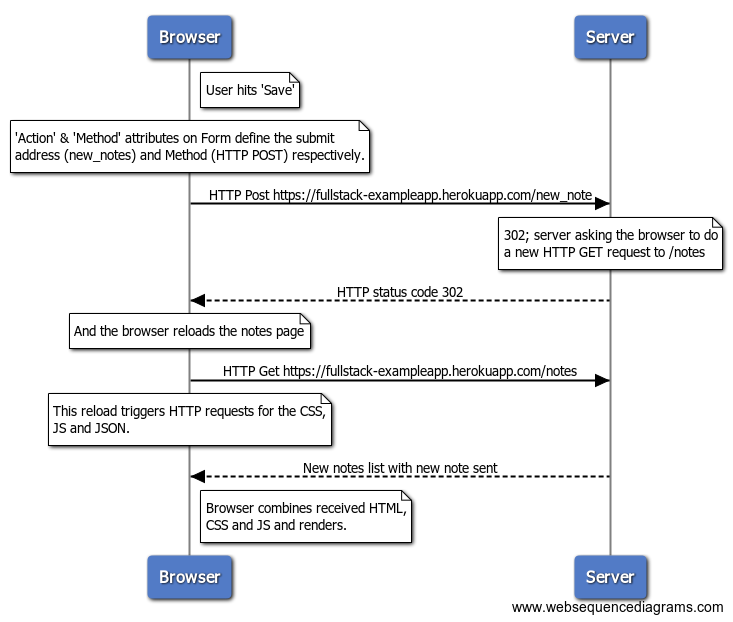 Browser
Server
User hits 'Save'
'Action' & 'Method' attributes on Form define the submit
address (new_notes) and Method (HTTP POST) respectively.
HTTP Post https://fullstack-exampleapp.herokuapp.com/new_note
302; server asking the browser to do
a new HTTP GET request to /notes
HTTP status code 302
And the browser reloads the notes page
HTTP Get https://fullstack-exampleapp.herokuapp.com/notes
This reload triggers HTTP requests for the CSS,
JS and JSON.
New notes list with new note sent
Browser combines received HTML,
CSS and JS and renders.
Browser
Server
www.websequencediagrams.com